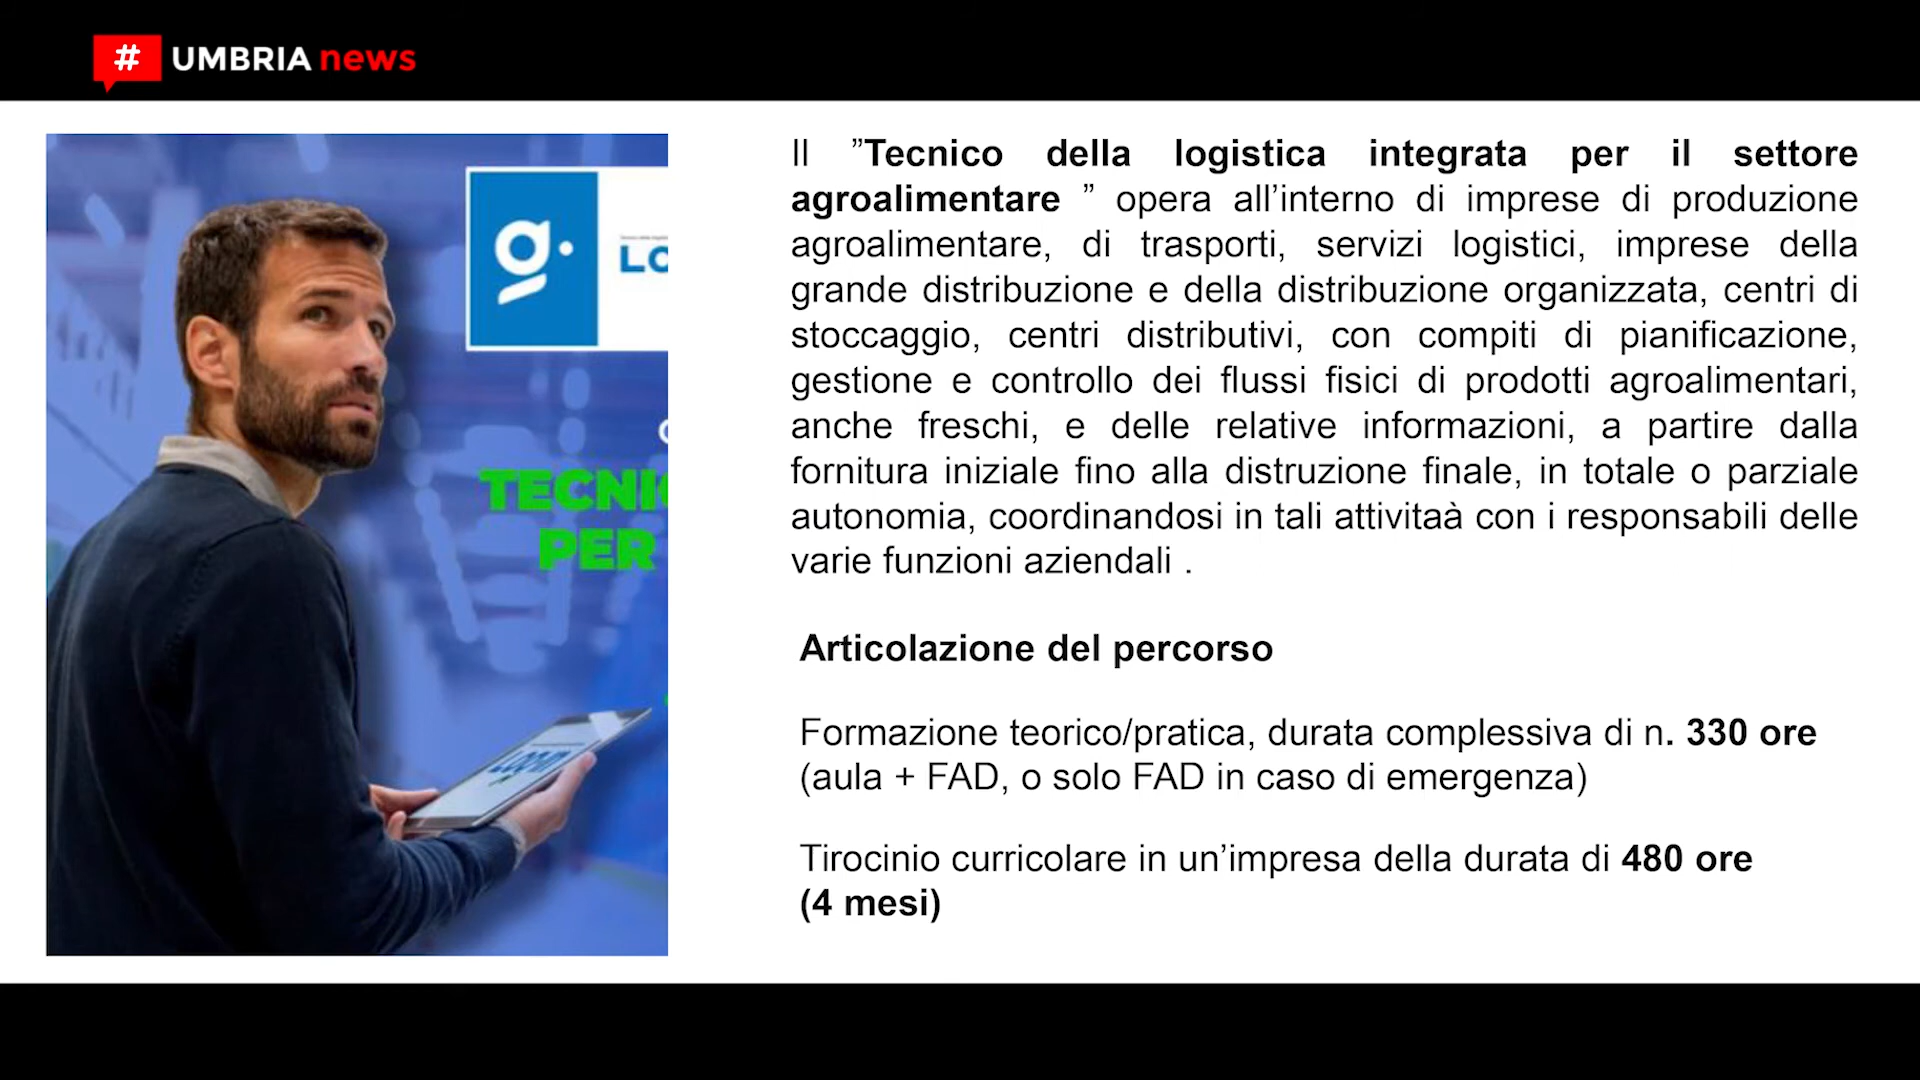 # UMBRIA news
Il ”Tecnico della logistica integrata per il settore
agroalimentare ” opera all’interno di imprese di produzione
agroalimentare, di trasporti, servizi logistici, imprese della
grande distribuzione e della distribuzione organizzata, centri di
stoccaggio, centri distributivi, con compiti di pianificazione,
gestione e controllo dei flussi fisici di prodotti agroalimentari,
anche freschi, e delle relative informazioni, a partire dalla
fornitura iniziale fino alla distruzione finale, in totale o parziale
autonomia, coordinandosi in tali attivitaà con i responsabili delle
varie funzioni aziendali .
Articolazione del percorso
Formazione teorico/pratica, durata complessiva di n. 330 ore
(aula + FAD, o solo FAD in caso di emergenza)
Tirocinio curricolare in un’impresa della durata di 480 ore
(4 mesi)
g.
LO
TECNI
PER